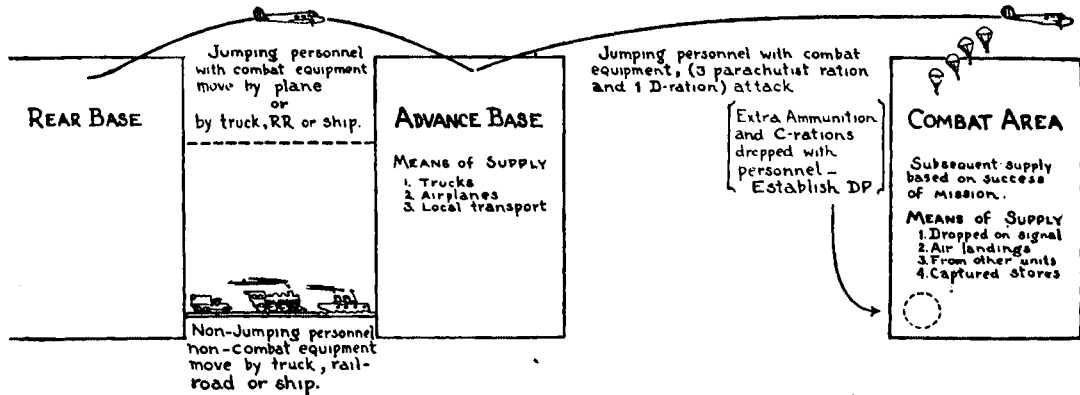 REAR BASE
Jumping personnel
with combat equipment
move by plane
or
by truck, RR or ship.
Non-Jumping personnel
non-combat equipment
move by truck, rail-
road or ship.
ADVANCE BASE
MEANS OF SUPPLY
1. Trucks
2. Airplanes
3. Local transport
Jumping personnel with combat
equipment, (3 parachutist ration
and 1 D-ration) attack
Extra Ammunition
and C-rations
dropped with
personnel -
Establish DP
COMBAT AREA
Subsequent supply
based on success
of Mission.
MEANS OF SUPPLY
1. Dropped on signal
2. Air landings
3. From other units
4. Captured stores